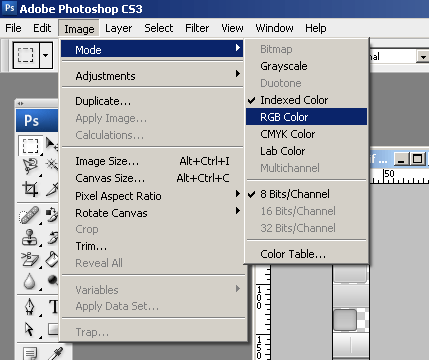 Ps Adobe Photoshop CS3
File Edit Image Layer Select Filter View Window Help
Mode
Adjustments
Duplicate...
Apply Image...
Calculations...
Image Size... Alt+Ctrl+I
Canvas Size... Alt+Ctrl+C
Pixel Aspect Ratio
Rotate Canvas
Crop
Trim...
Reveal All
Variables
Apply Data Set...
Trap...
Bitmap
Grayscale
Duotone
Indexed Color
RGB Color
CMYK Color
Lab Color
Multichannel
8 Bits/Channel
16 Bits/Channel
32 Bits/Channel
Color Table...
Ps
T
50
100